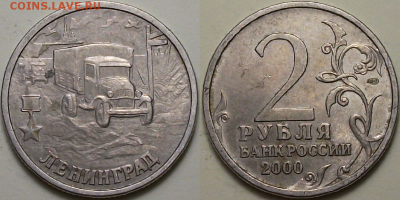 COINS.LAVE.RU
ЛЕНИНГРАД
2
РУБЛЯ
БАНК РОССИИ
2000